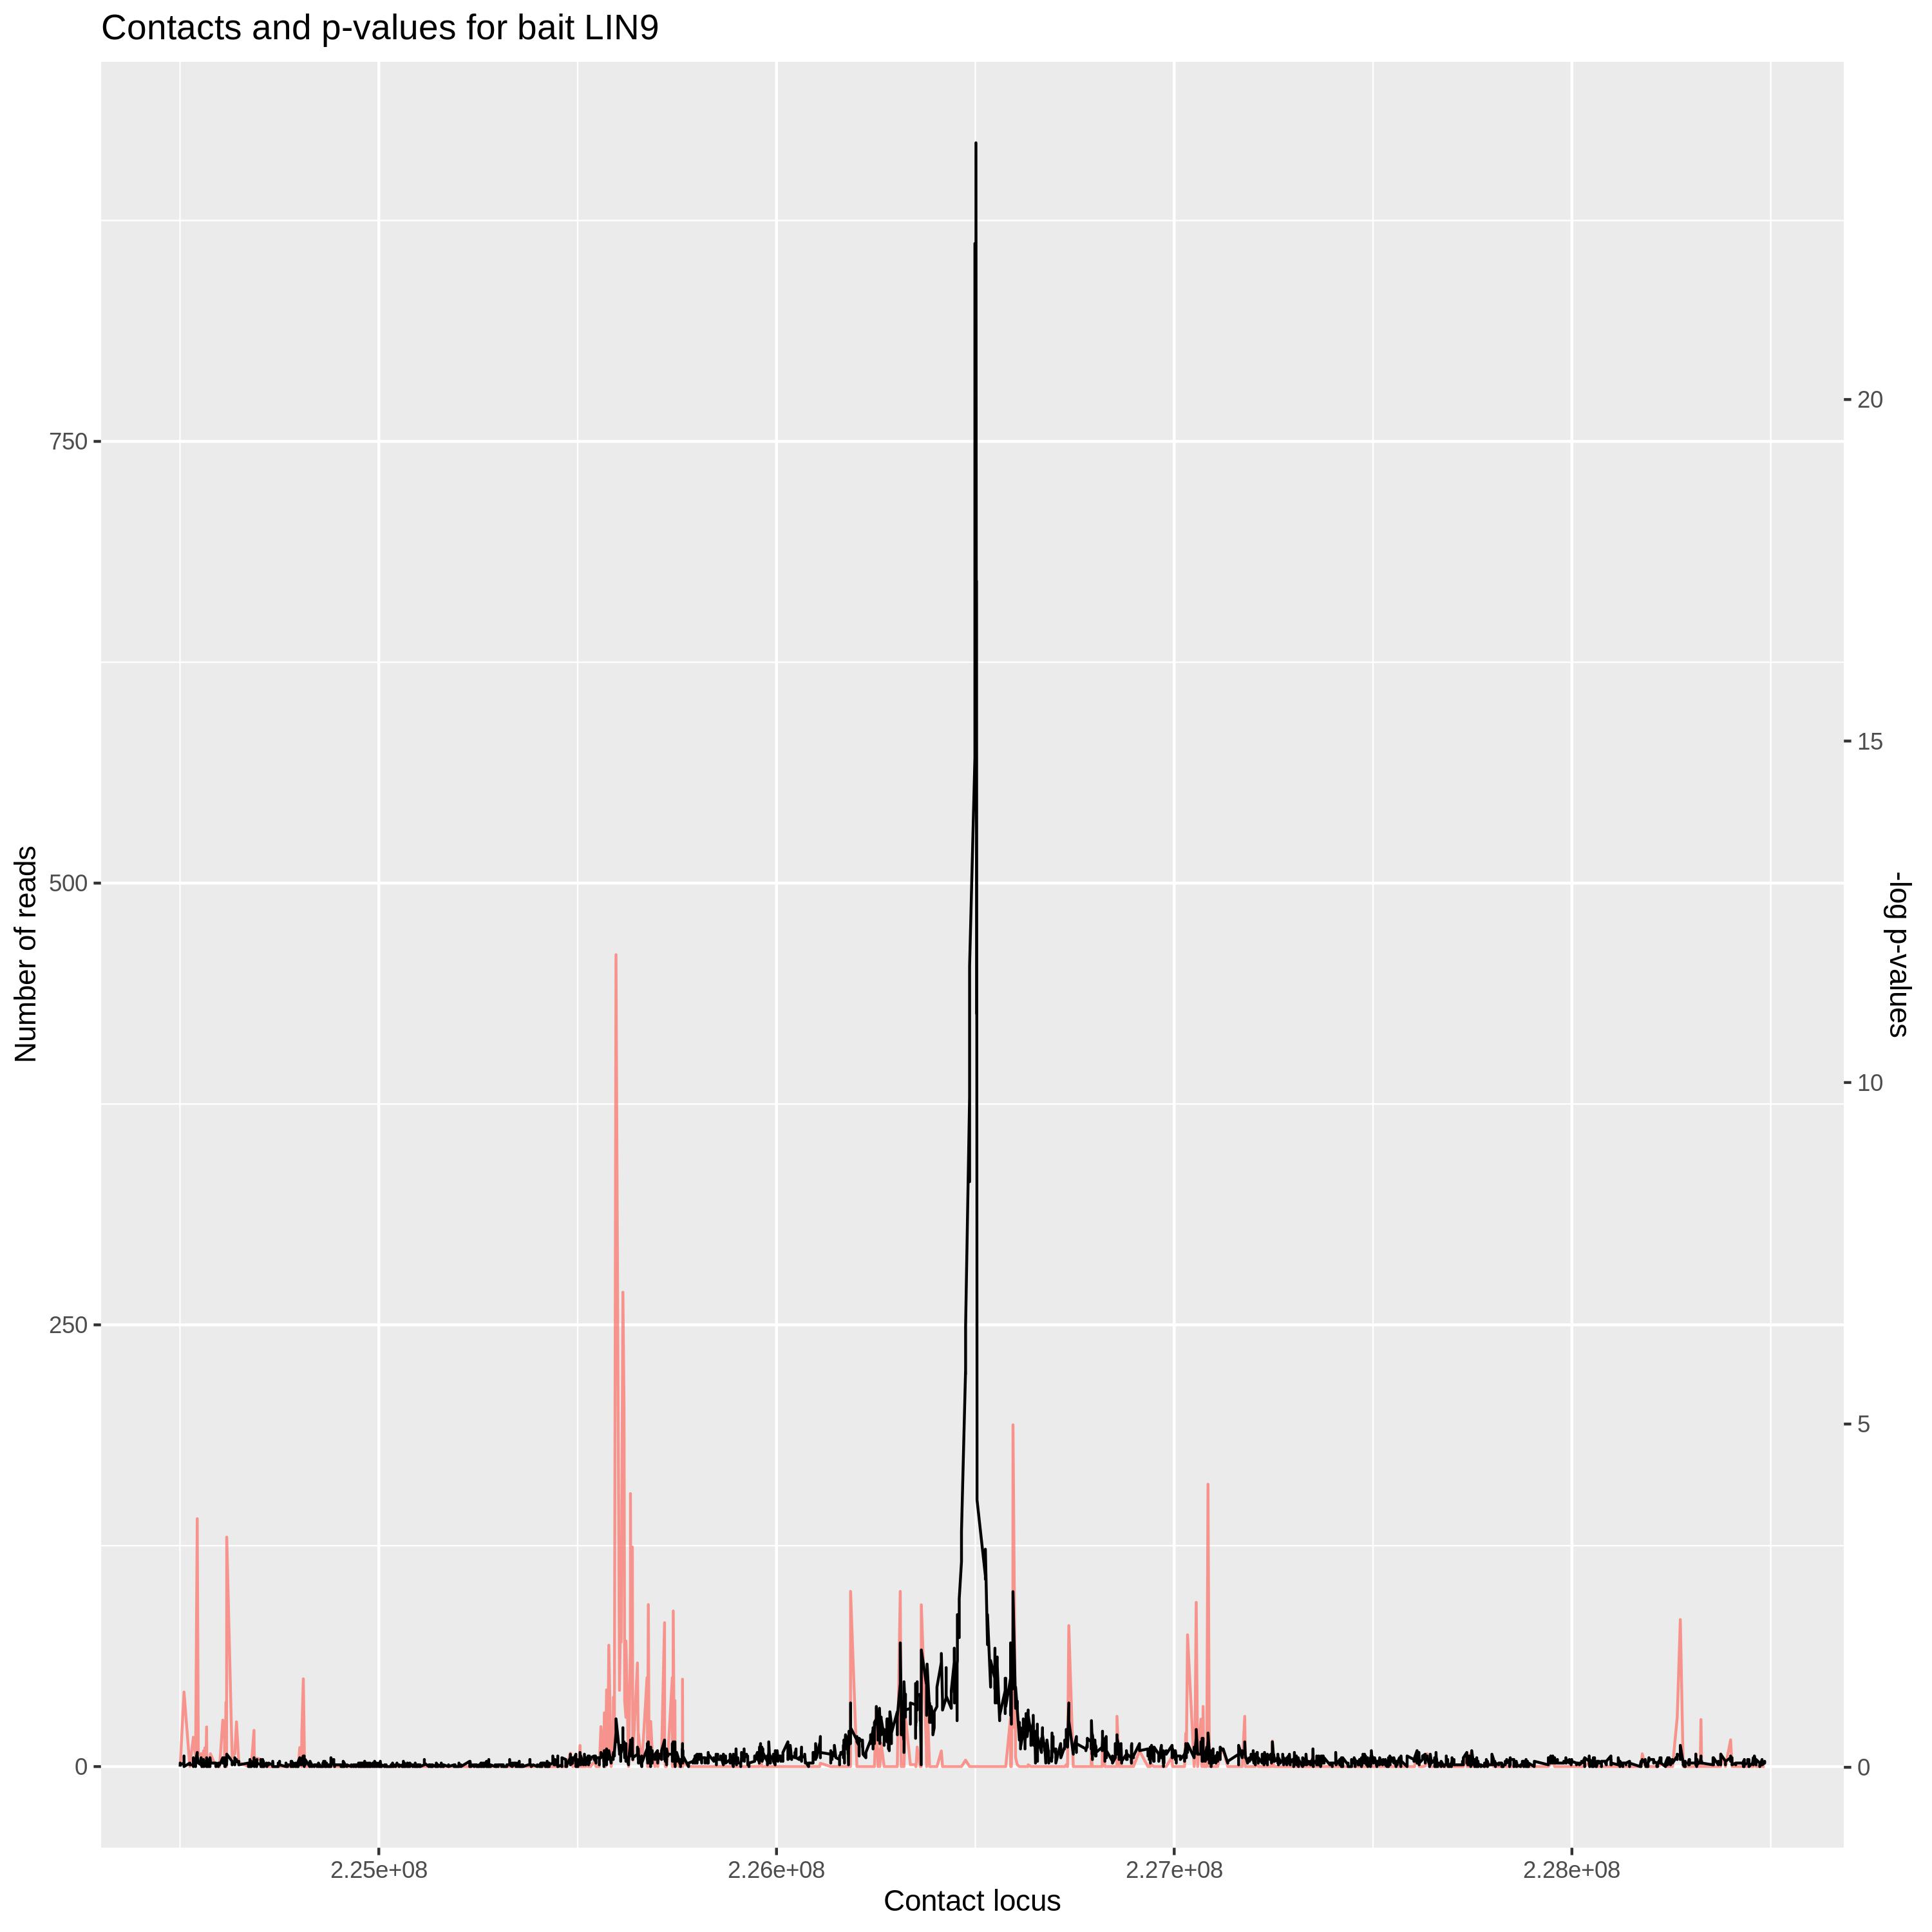 Contacts and p-values for bait LIN9
Number of reads
750
500
250
0
20
15
10
5
0
-log p-values
2.25e+08
2.26e+08
2.27e+08
2.28e+08
Contact locus